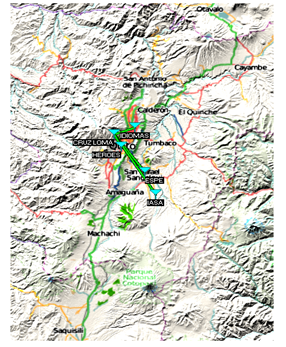 Otavalo
Cayambe
San Antonio
de Pichincha
Calderón
El Quinche
IDIOMAS
CRUZ LOMA
Tumbaco
HEROES
San
ESPE
Amaguaña
IASA
Machachi
Parque
Nacional
Cotopaxi
Saquisilí